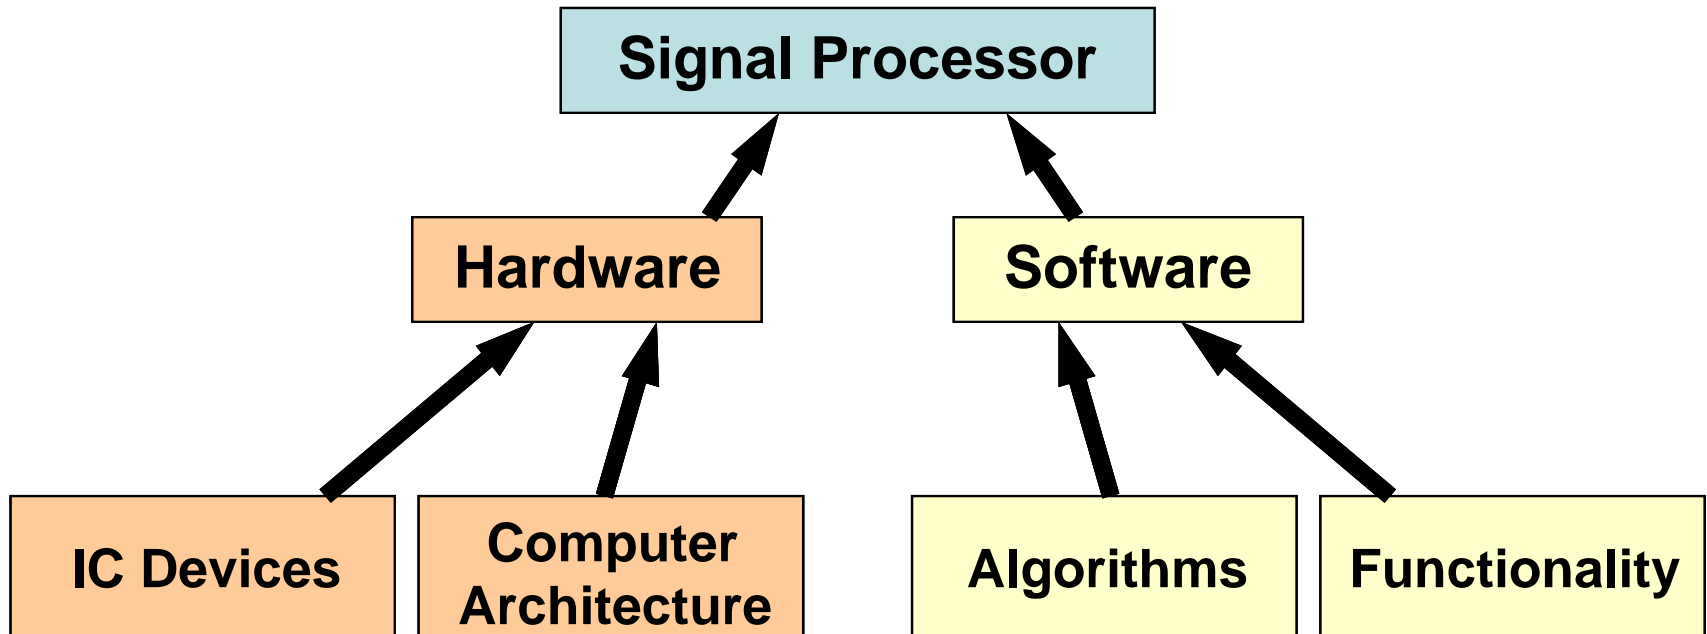 Signal Processor
Hardware
Software
IC Devices
Computer
Architecture
Algorithms
Functionality